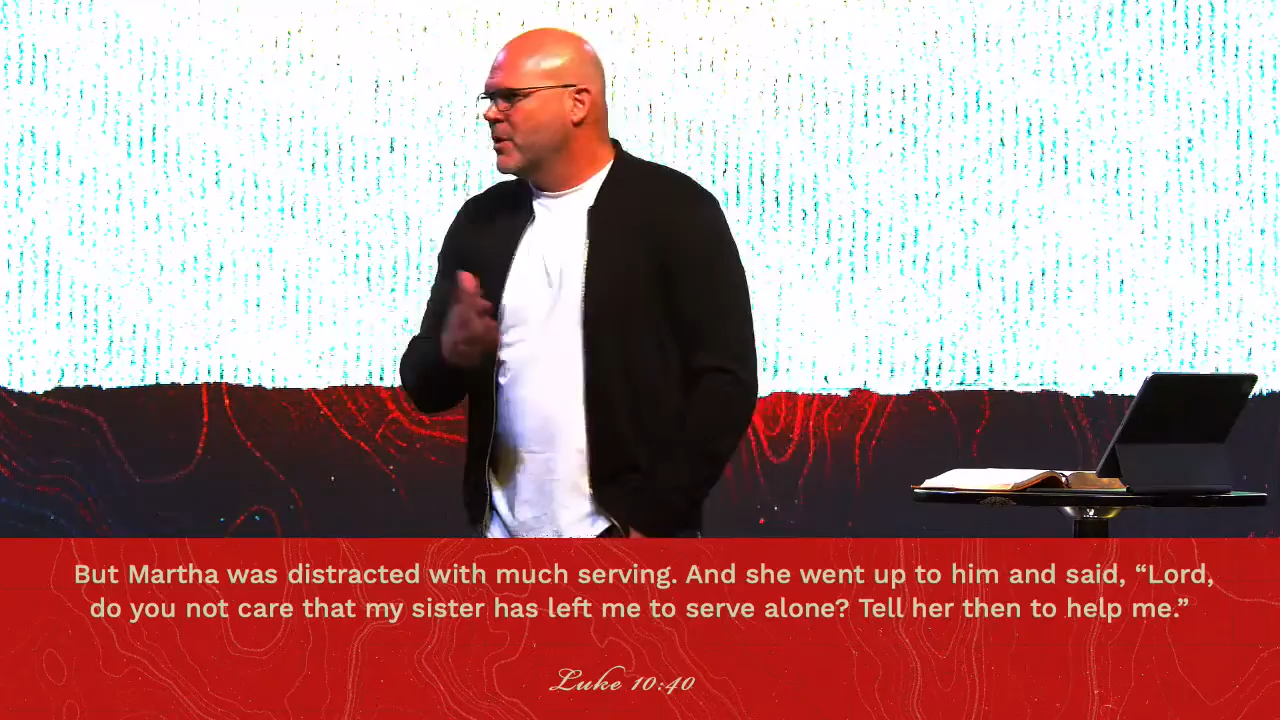 But Martha was distracted with much serving. And she went up to him and said, “Lord,
do you not care that my sister has left me to serve alone? Tell her then to help me.”
Luke 10:40